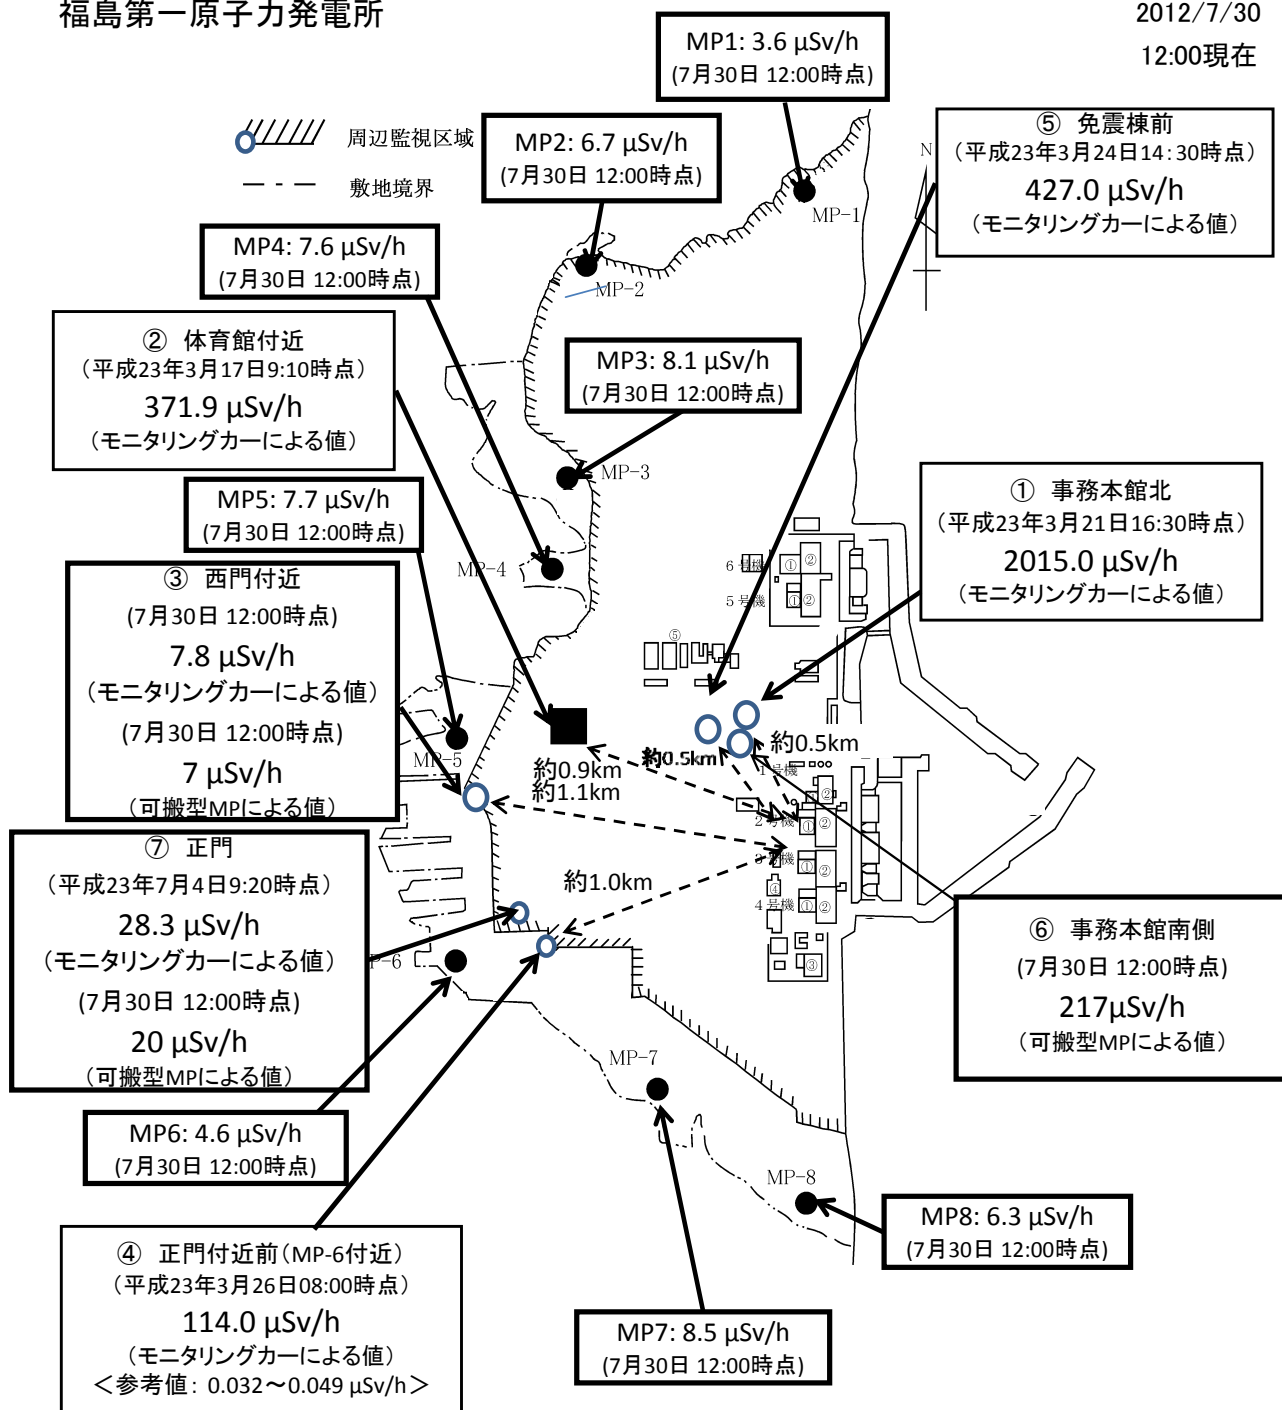 福島第一原子力発電所
2012/7/30
12:00現在
周辺監視区域
敷地境界
MP1: 3.6 μSv/h
(7月30日 12:00時点)
MP2: 6.7 μSv/h
(7月30日 12:00時点)
⑤ 免震棟前
(平成23年3月24日14:30時点)
427.0 μSv/h
(モニタリングカーによる値)
N
MP-1
MP4: 7.6 μSv/h
(7月30日 12:00時点)
MP-2
② 体育館付近
(平成23年3月17日9:10時点)
371.9 μSv/h
(モニタリングカーによる値)
MP3: 8.1 μSv/h
(7月30日 12:00時点)
MP-3
MP5: 7.7 μSv/h
(7月30日 12:00時点)
① 事務本館北
(平成23年3月21日16:30時点)
2015.0 μSv/h
(モニタリングカーによる値)
MP-4
③ 西門付近
(7月30日 12:00時点)
7.8 μSv/h
(モニタリングカーによる値)
(7月30日 12:00時点)
7 μSv/h
(可搬型MPによる値)
6号機
① ②
5号機
① ②
⑤
MP-5
約0.9km
約1.1km
約0.5km
約0.5km
1号機
②
2号機
① ②
3号機
① ②
④
4号機
① ②
③
約1.0km
⑦ 正門
(平成23年7月4日9:20時点)
28.3 μSv/h
(モニタリングカーによる値)
(7月30日 12:00時点)
20 μSv/h
(可搬型MPによる値)
P-6
⑥ 事務本館南側
(7月30日 12:00時点)
217μSv/h
(可搬型MPによる値)
MP-7
MP6: 4.6 μSv/h
(7月30日 12:00時点)
MP-8
MP8: 6.3 μSv/h
(7月30日 12:00時点)
④ 正門付近前(MP-6付近)
(平成23年3月26日08:00時点)
114.0 μSv/h
(モニタリングカーによる値)
<参考値: 0.032~0.049 μSv/h>
MP7: 8.5 μSv/h
(7月30日 12:00時点)